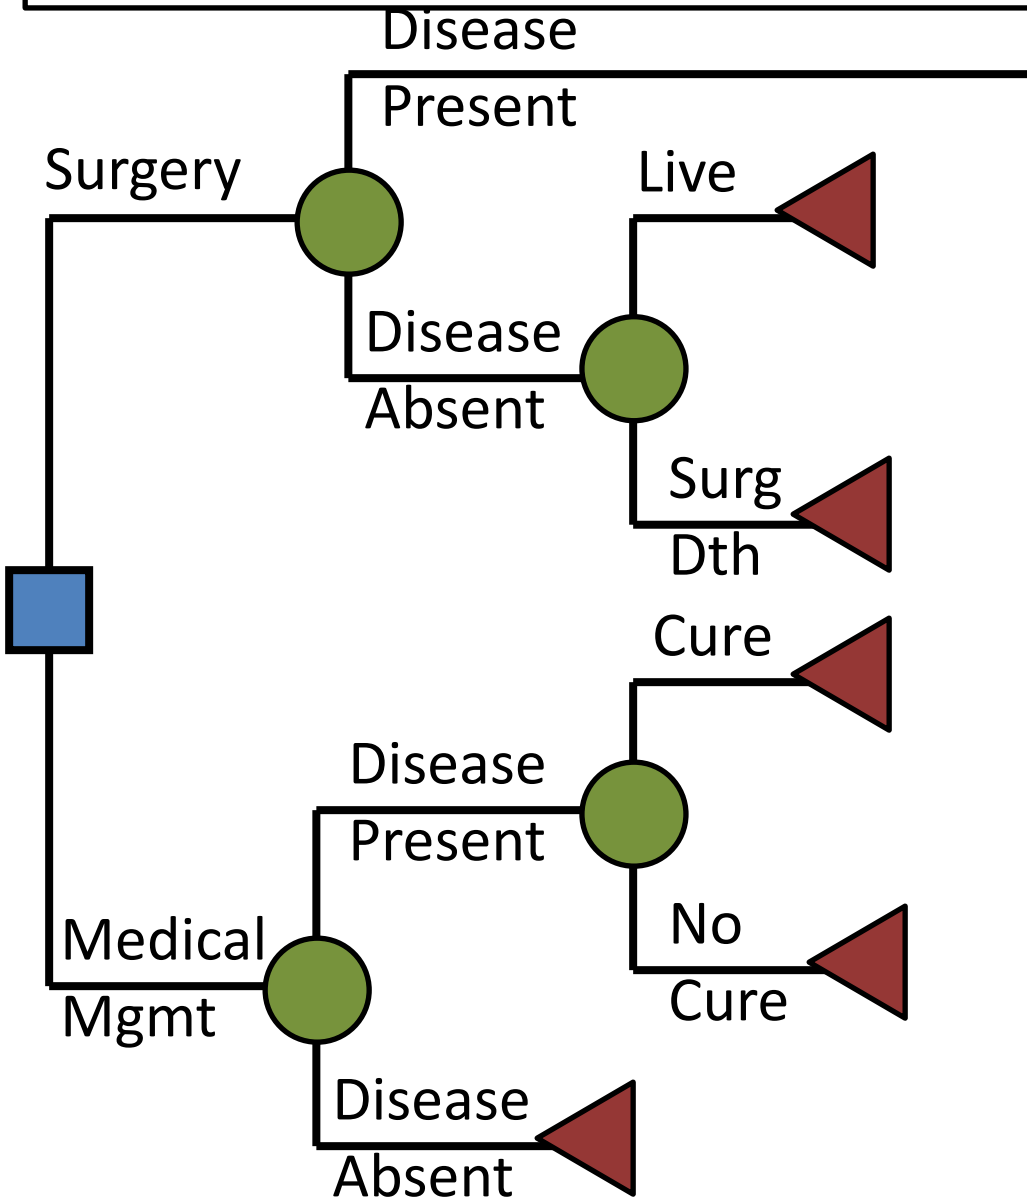 Disease
Present
Surgery
Live
Disease
Absent
Surg
Dth
Cure
Disease
Present
No
Cure
Medical
Mgmt
Disease
Absent